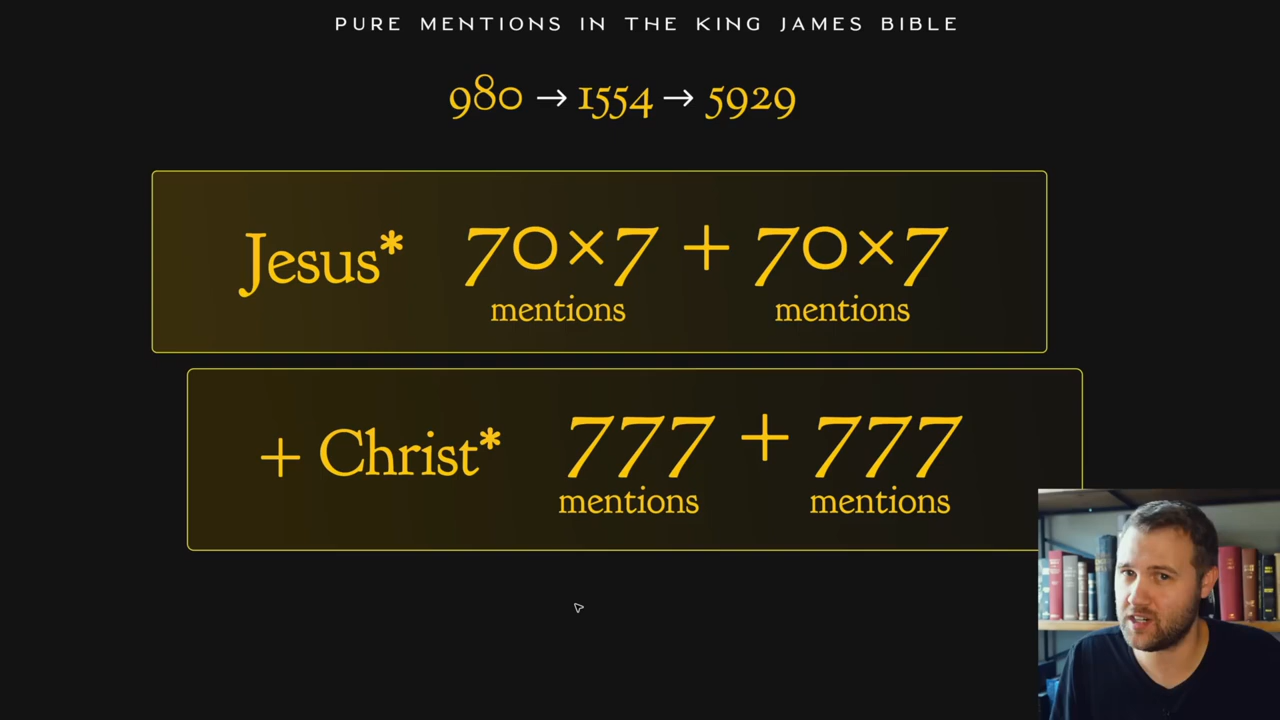 PURE MENTIONS IN THE KING JAMES BIBLE
980 → 1554 → 5929
Jesus* 70×7 + 70×7
mentions mentions
+ Christ* 777 + 777
mentions mentions